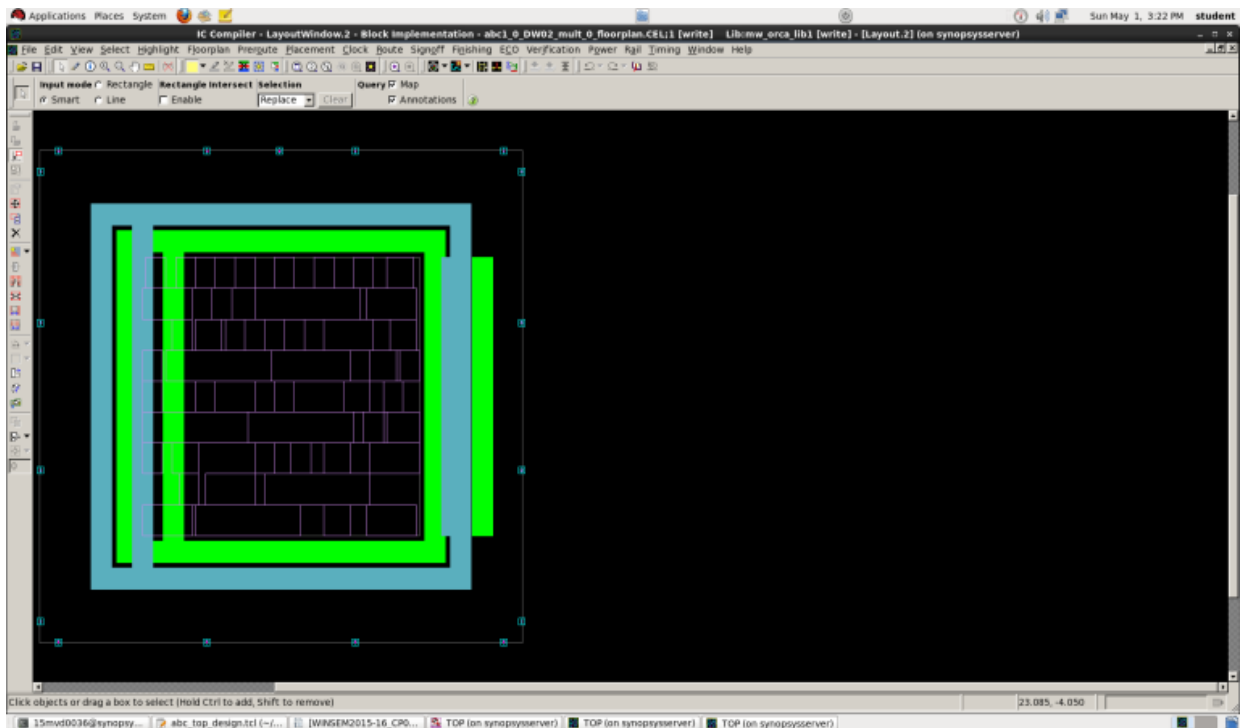 Applications Places System Sun May 1, 3:22 PM student
IC Compiler - LayoutWindow.2 - Block Implementation - abc1_0_DW02_mult_0_floorplan.CEL;1 [write] Lib:mw_orca_lib1 [write] - [Layout.2] (on synopsysserver)
File Edit View Select Highlight Floorplan Preroute Placement Clock Route Signoff Finishing ECO Verification Power Rail Timing Window Help
Input mode Rectangle Rectangle Intersect Selection Query Map
Smart Line Enable Replace Clear Annotations
Click objects or drag a box to select (Hold Ctrl to add, Shift to remove) 23.085, -4.050
15mvd0036@synopsy... abc_top_design.tcl (~/... [WINSEM2015-16_CP0... TOP (on synopsysserver) TOP (on synopsysserver) TOP (on synopsysserver)